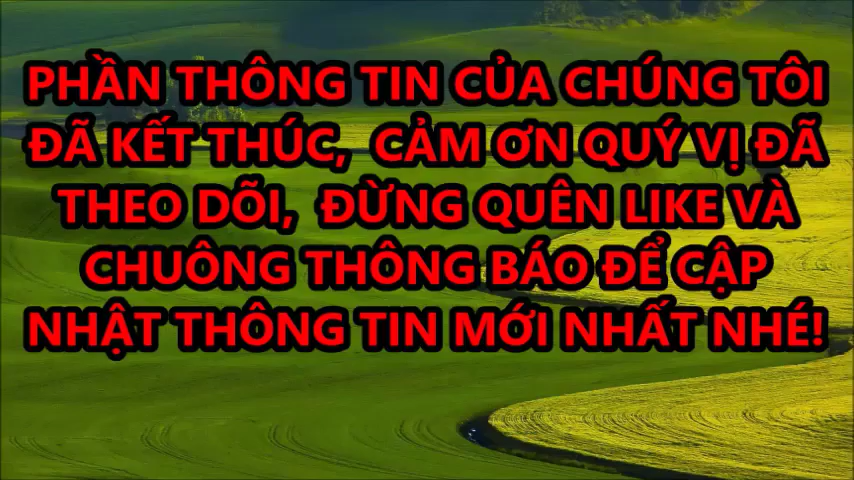 PHẦN THÔNG TIN CỦA CHÚNG TÔI
ĐÃ KẾT THÚC, CẢM ƠN QUÝ VỊ ĐÃ
THEO DÕI, ĐỪNG QUÊN LIKE VÀ
CHUÔNG THÔNG BÁO ĐỂ CẬP
NHẬT THÔNG TIN MỚI NHẤT NHÉ!